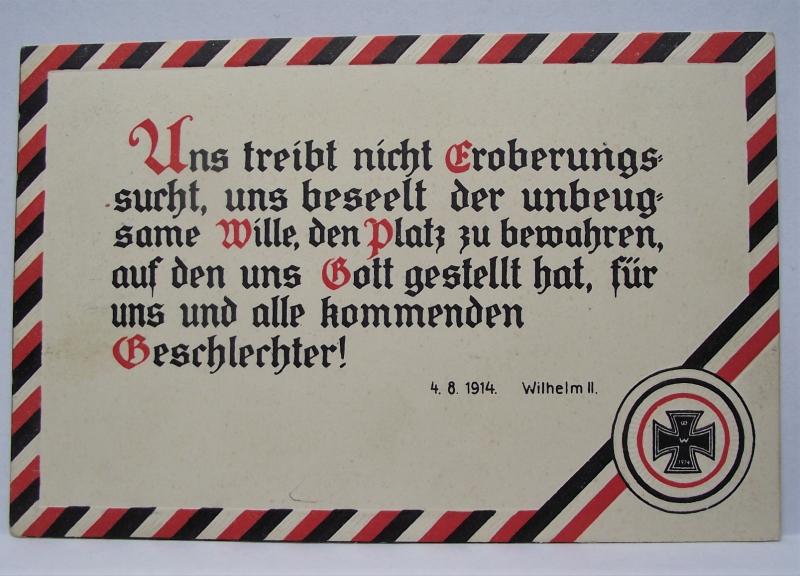 Uns treibt nicht Eroberungs-
sucht, uns beseelt der unbeug-
same Wille, den Platz zu bewahren,
auf den uns Gott gestellt hat, für
uns und alle kommenden
Geschlechter!
4. 8. 1914. Wilhelm II.
W
1914